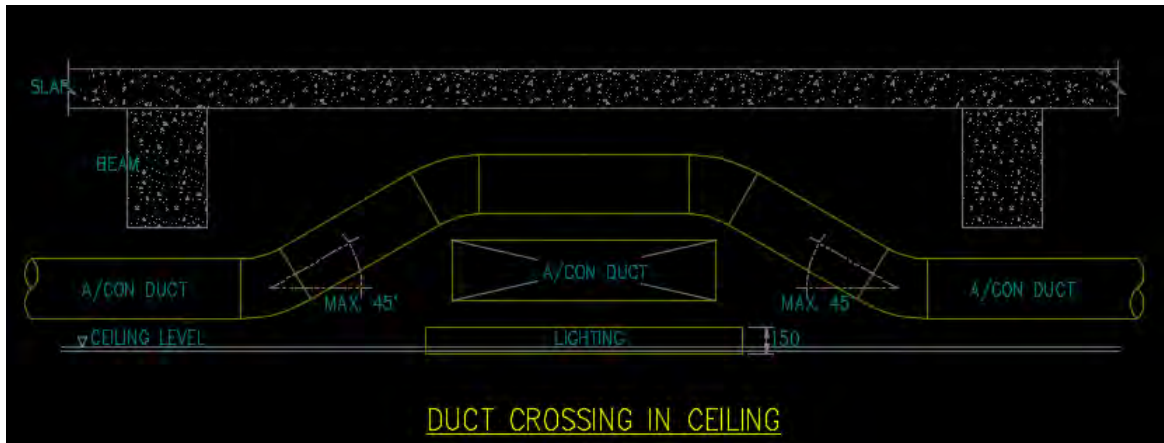 SLAB
BEAM
A/CON DUCT
MAX. 45°
A/CON DUCT
MAX. 45
A/CON DUCT
CEILING LEVEL
LIGHTING
150
DUCT CROSSING IN CEILING